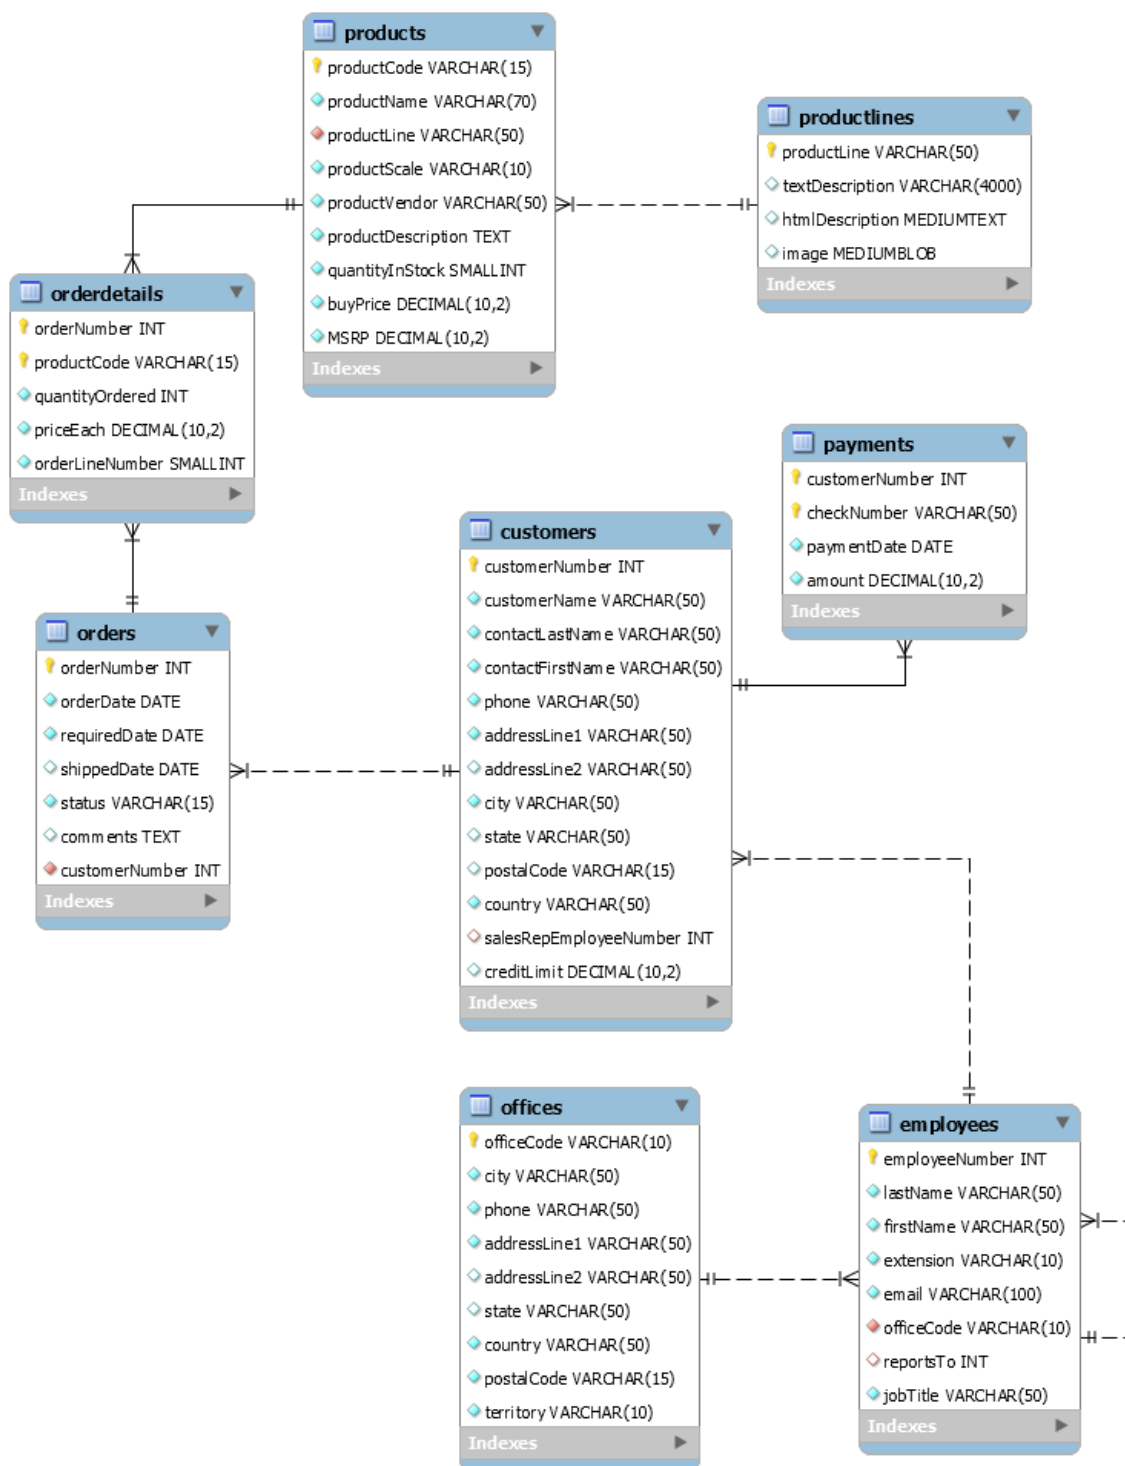 products
productCode VARCHAR(15)
productName VARCHAR(70)
productLine VARCHAR(50)
productScale VARCHAR(10)
productVendor VARCHAR(50)
productDescription TEXT
quantityInStock SMALLINT
buyPrice DECIMAL(10,2)
MSRP DECIMAL(10,2)
Indexes
productlines
productLine VARCHAR(50)
textDescription VARCHAR(4000)
htmlDescription MEDIUMTEXT
image MEDIUMBLOB
Indexes
orderdetails
orderNumber INT
productCode VARCHAR(15)
quantityOrdered INT
priceEach DECIMAL(10,2)
orderLineNumber SMALLINT
Indexes
payments
customerNumber INT
checkNumber VARCHAR(50)
paymentDate DATE
amount DECIMAL(10,2)
Indexes
customers
customerNumber INT
customerName VARCHAR(50)
contactLastName VARCHAR(50)
contactFirstName VARCHAR(50)
phone VARCHAR(50)
addressLine1 VARCHAR(50)
addressLine2 VARCHAR(50)
city VARCHAR(50)
state VARCHAR(50)
postalCode VARCHAR(15)
country VARCHAR(50)
salesRepEmployeeNumber INT
creditLimit DECIMAL(10,2)
Indexes
orders
orderNumber INT
orderDate DATE
requiredDate DATE
shippedDate DATE
status VARCHAR(15)
comments TEXT
customerNumber INT
Indexes
offices
officeCode VARCHAR(10)
city VARCHAR(50)
phone VARCHAR(50)
addressLine1 VARCHAR(50)
addressLine2 VARCHAR(50)
state VARCHAR(50)
country VARCHAR(50)
postalCode VARCHAR(15)
territory VARCHAR(10)
Indexes
employees
employeeNumber INT
lastName VARCHAR(50)
firstName VARCHAR(50)
extension VARCHAR(10)
email VARCHAR(100)
officeCode VARCHAR(10)
reportsTo INT
jobTitle VARCHAR(50)
Indexes